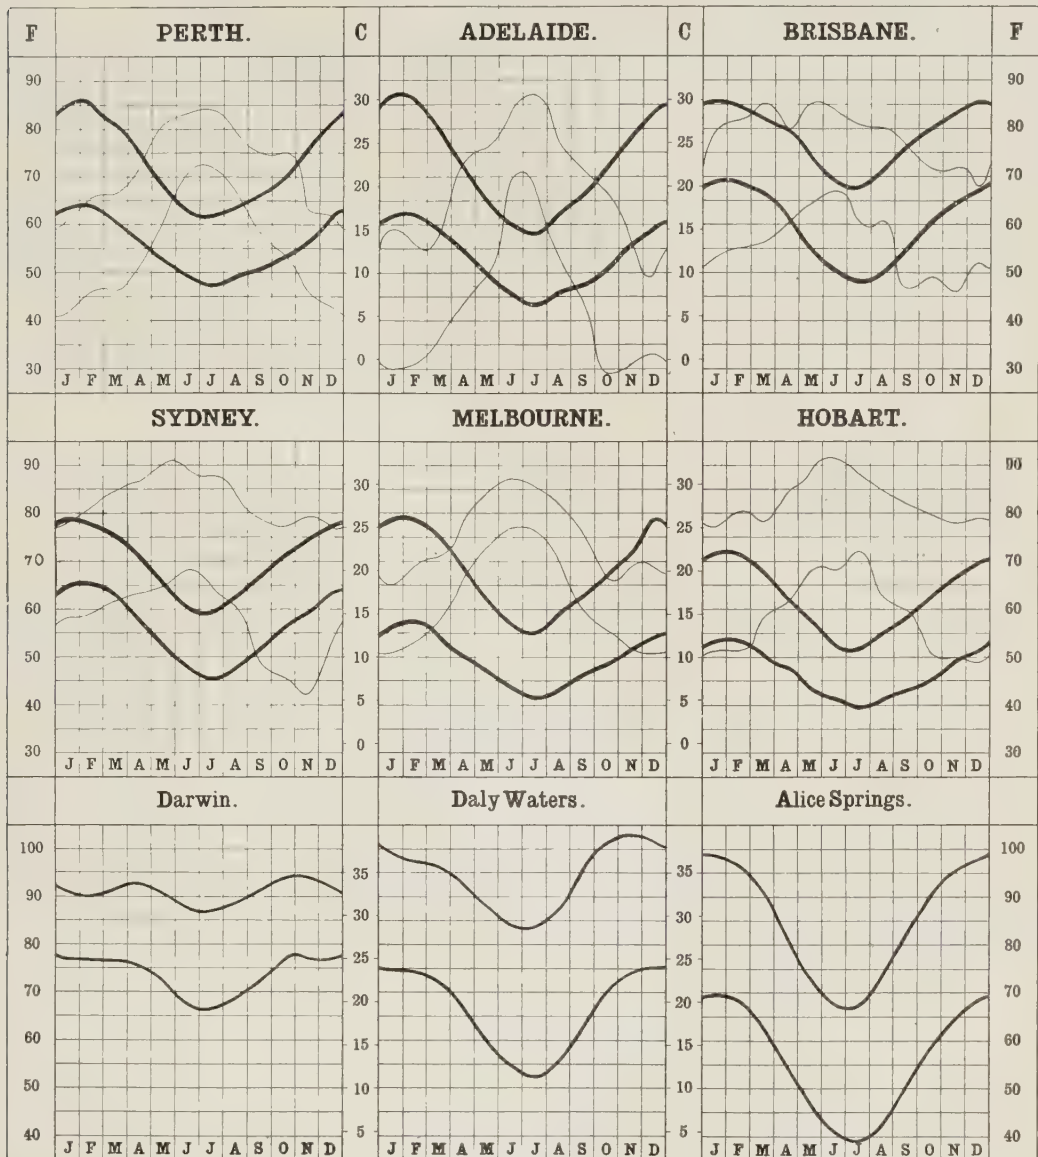 F PERTH. C ADELAIDE. C BRISBANE. F
90 30 30 90
80 25 25 80
70 20 20 70
60 15 15 60
50 10 10 50
40 5 5 40
30 0 0 30
J F M A M J J A S O N D J F M A M J J A S O N D J F M A M J J A S O N D
SYDNEY. MELBOURNE. HOBART.
90 30 30 90
80 25 25 80
70 20 20 70
60 15 15 60
50 10 10 50
40 5 5 40
30 0 0 30
J F M A M J J A S O N D J F M A M J J A S O N D J F M A M J J A S O N D
Darwin. Daly Waters. Alice Springs.
100 35 35 100
90 30 30 90
80 25 25 80
70 20 20 70
60 15 15 60
50 10 10 50
40 5 5 40
J F M A M J J A S O N D J F M A M J J A S O N D J F M A M J J A S O N D